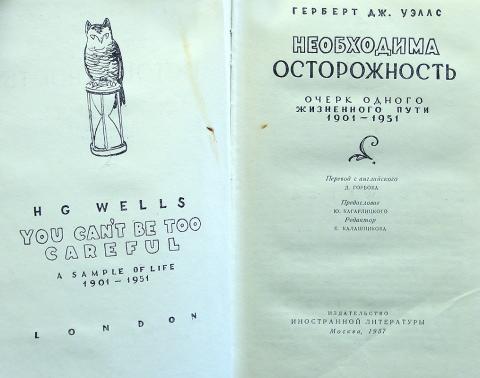 H G WELLS
YOU CAN'T BE TOO
CAREFUL
A SAMPLE OF LIFE
1901 – 1951
LONDON
ГЕРБЕРТ ДЖ. УЭЛЛС
НЕОБХОДИМА
ОСТОРОЖНОСТЬ
ОЧЕРК ОДНОГО
ЖИЗНЕННОГО ПУТИ
1901 – 1951
Перевод с английского
Д. ГОРБОВА
Предисловие
Ю. КАГАРЛИЦКОГО
Редактор
Е. КАЛАШНИКОВА
ИЗДАТЕЛЬСТВО
ИНОСТРАННОЙ ЛИТЕРАТУРЫ
Москва, 1957